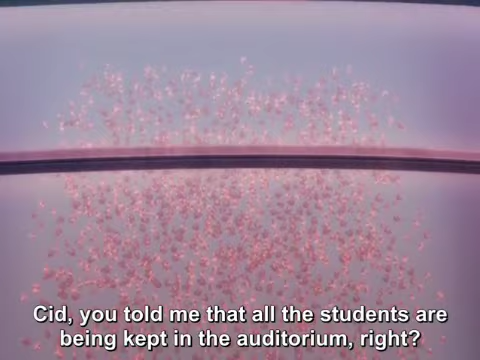 Cid, you told me that all the students are
being kept in the auditorium, right?